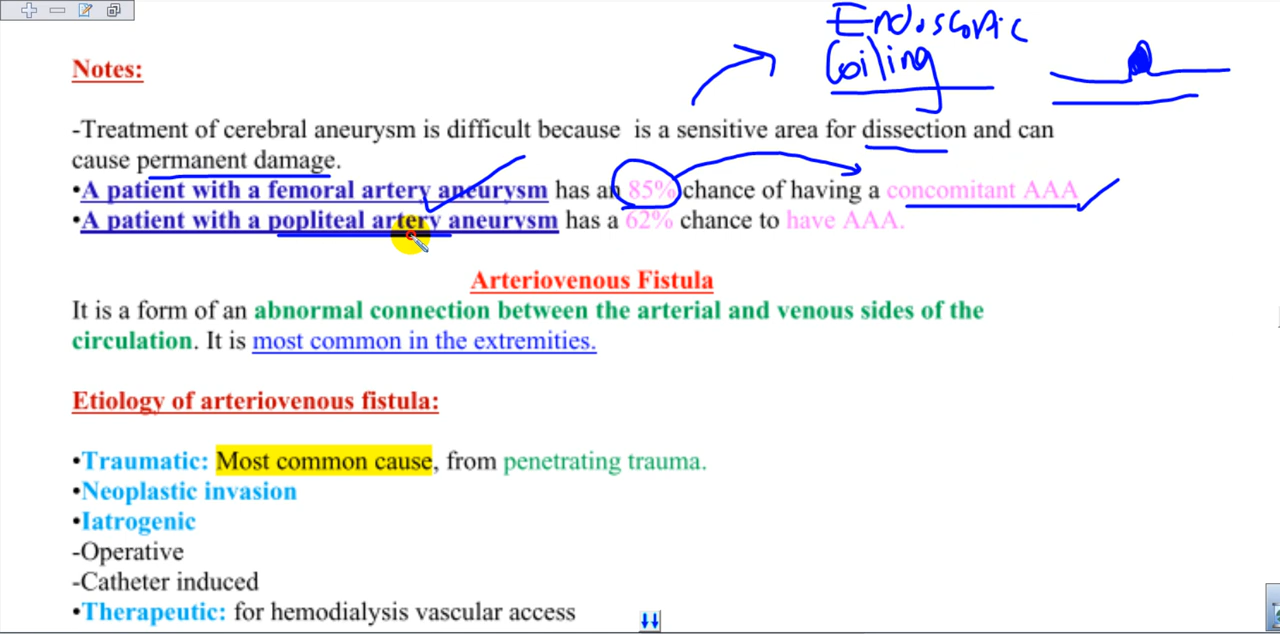 Endoscopic
Coiling
Notes:
-Treatment of cerebral aneurysm is difficult because is a sensitive area for dissection and can
cause permanent damage.
•A patient with a femoral artery aneurysm has an 85% chance of having a concomitant AAA
•A patient with a popliteal artery aneurysm has a 62% chance to have AAA.
Arteriovenous Fistula
It is a form of an abnormal connection between the arterial and venous sides of the
circulation. It is most common in the extremities.
Etiology of arteriovenous fistula:
•Traumatic: Most common cause, from penetrating trauma.
•Neoplastic invasion
•Iatrogenic
-Operative
-Catheter induced
•Therapeutic: for hemodialysis vascular access